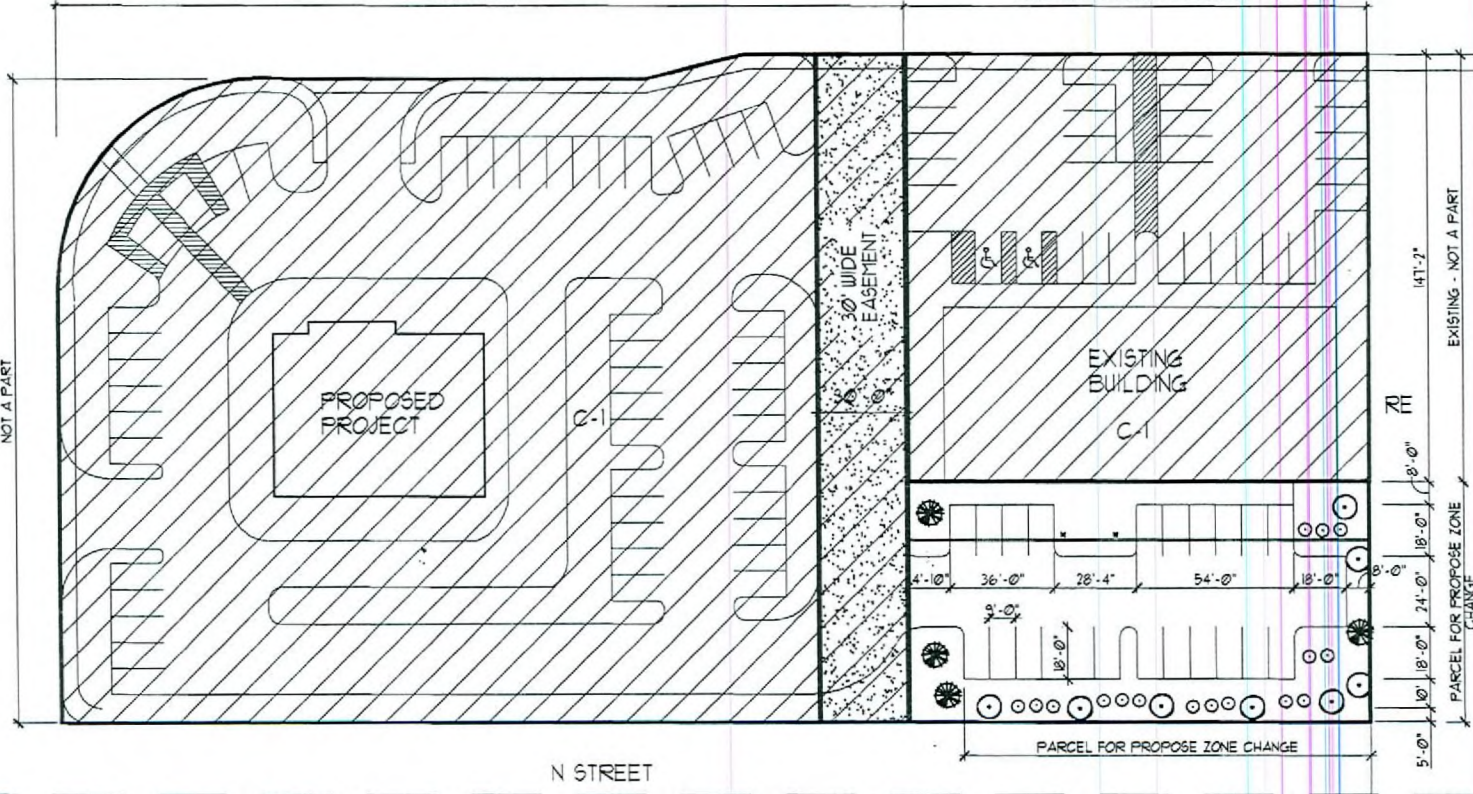 NOT A PART
PROPOSED
PROJECT
C-1
30' WIDE
EASEMENT
30'-0"
EXISTING
BUILDING
C-1
RE
147'-2"
EXISTING - NOT A PART
8'-0"
18'-0"
24'-0"
18'-0"
10'
5'-0"
PARCEL FOR PROPOSE ZONE
CHANGE
4'-10"
36'-0"
28'-4"
54'-0"
18'-0"
8'-0"
9'-0"
18'-0"
PARCEL FOR PROPOSE ZONE CHANGE
N STREET